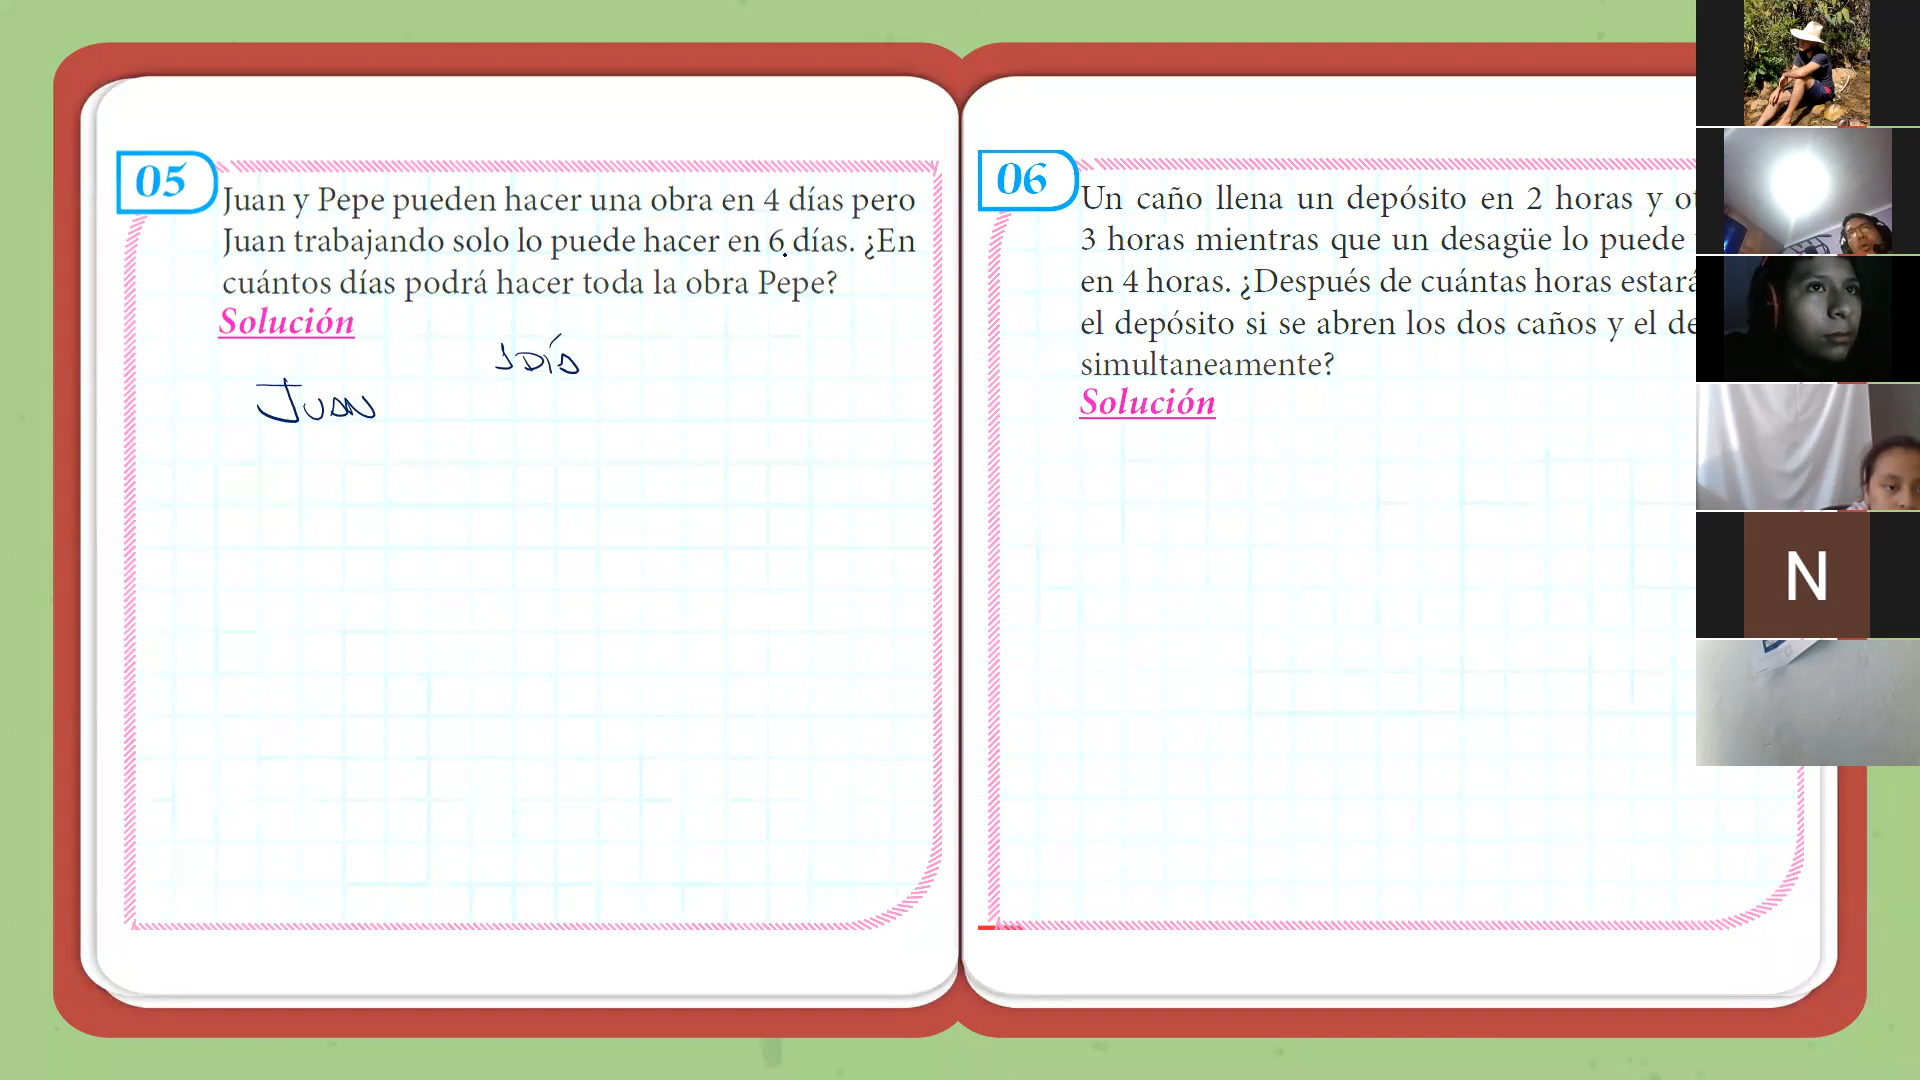 05
Juan y Pepe pueden hacer una obra en 4 días pero
Juan trabajando solo lo puede hacer en 6 días. ¿En
cuántos días podrá hacer toda la obra Pepe?
Solución
1 DÍA
JUAN
06
Un caño llena un depósito en 2 horas y
3 horas mientras que un desagüe lo puede
en 4 horas. ¿Después de cuántas horas estará
el depósito si se abren los dos caños y el
simultaneamente?
Solución
N